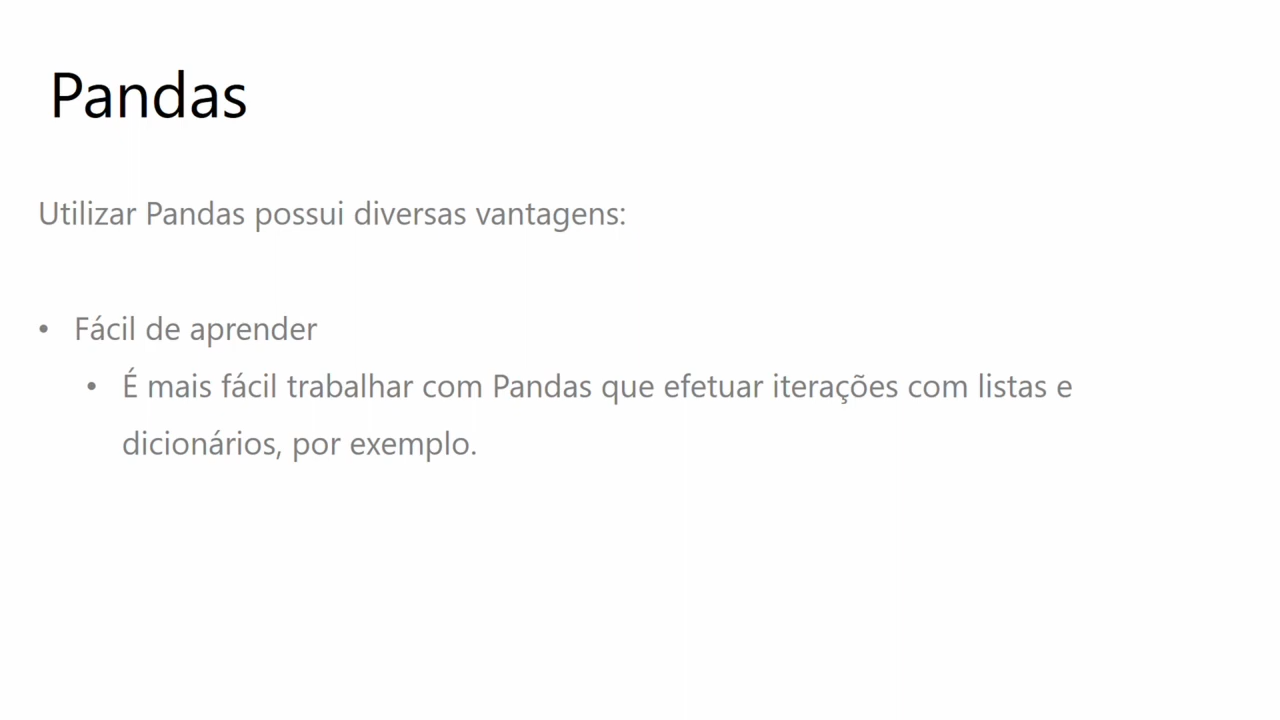 Pandas
Utilizar Pandas possui diversas vantagens:
• Fácil de aprender
• É mais fácil trabalhar com Pandas que efetuar iterações com listas e
dicionários, por exemplo.